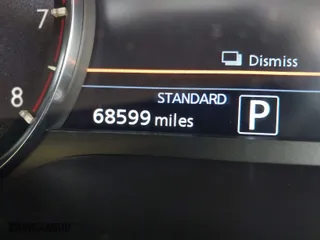 7
Dismiss
8
STANDARD
68599 miles
P